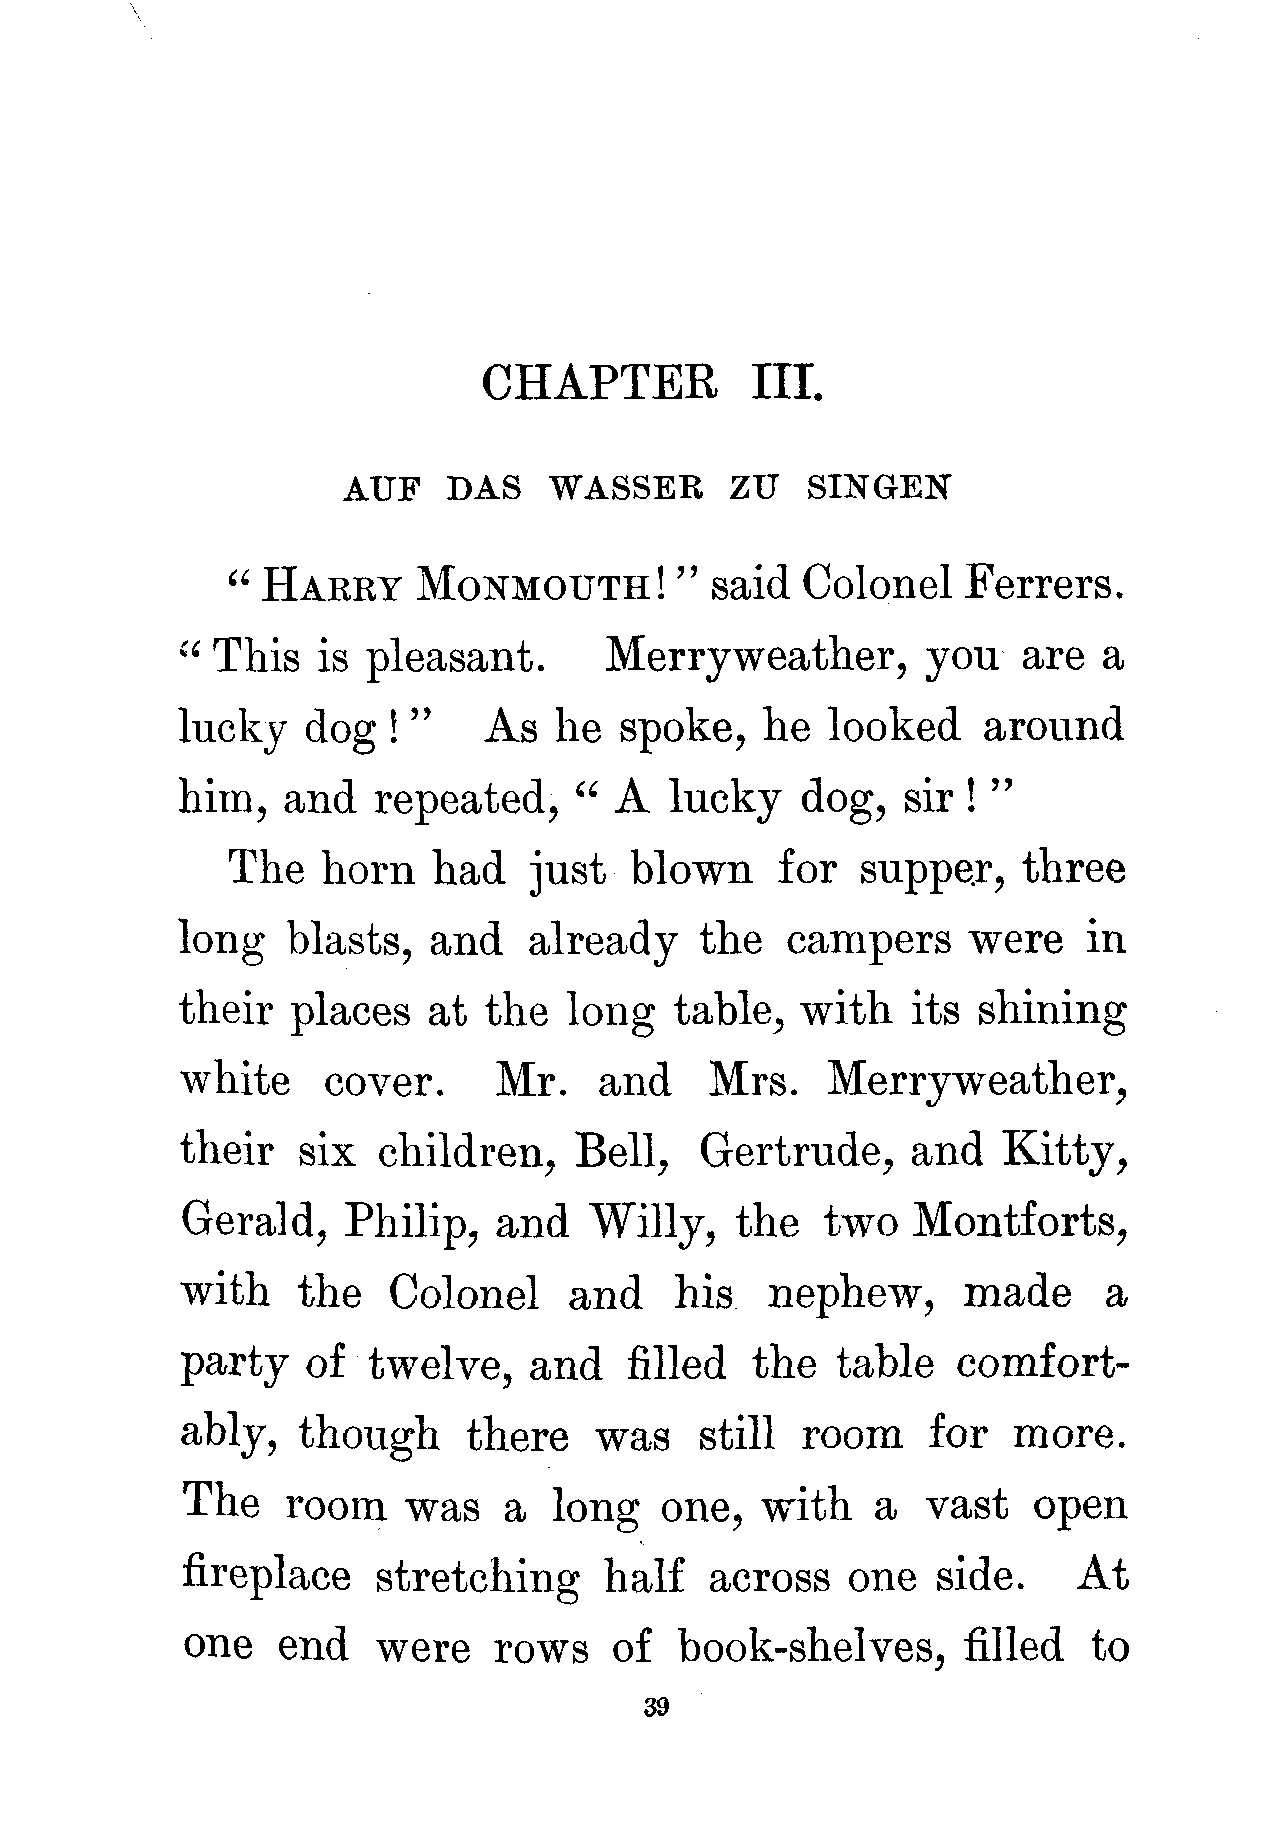 CHAPTER III.
AUF DAS WASSER ZU SINGEN
“HARRY MONMOUTH!” said Colonel Ferrers.
“This is pleasant. Merryweather, you are a
lucky dog!” As he spoke, he looked around
him, and repeated, “A lucky dog, sir!”
The horn had just blown for supper, three
long blasts, and already the campers were in
their places at the long table, with its shining
white cover. Mr. and Mrs. Merryweather,
their six children, Bell, Gertrude, and Kitty,
Gerald, Philip, and Willy, the two Montforts,
with the Colonel and his nephew, made a
party of twelve, and filled the table comfort-
ably, though there was still room for more.
The room was a long one, with a vast open
fireplace stretching half across one side. At
one end were rows of book-shelves, filled to
39